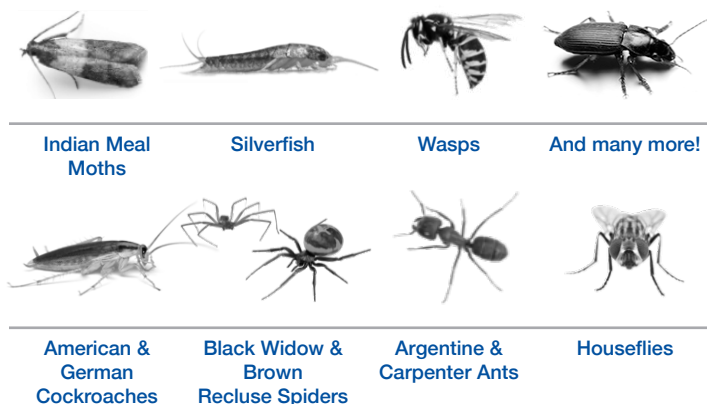 Indian Meal
Moths
Silverfish
Wasps
And many more!
American &
German
Cockroaches
Black Widow &
Brown
Recluse Spiders
Argentine &
Carpenter Ants
Houseflies